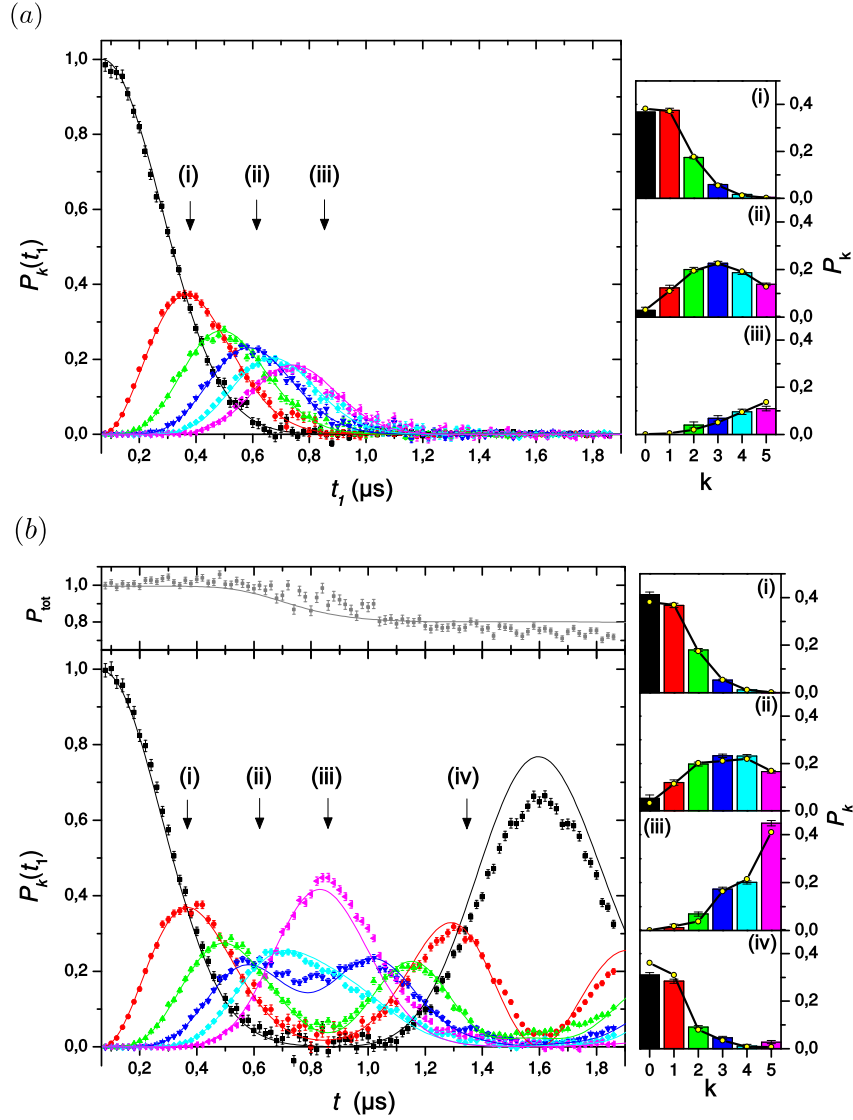 (a)
1,0
0,8
0,6
0,4
0,2
0,0
P_k(t_1)
(i)
(ii)
(iii)
0,2 0,4 0,6 0,8 1,0 1,2 1,4 1,6 1,8
t_1 (µs)
(i)
0,4
0,2
0,0
(ii)
0,4
0,2
0,0
(iii)
0,4
0,2
0,0
P_k
0 1 2 3 4 5
k
(b)
1,0
0,8
P_tot
1,0
0,8
0,6
0,4
0,2
0,0
P_k(t_1)
(i)
(ii)
(iii)
(iv)
0,2 0,4 0,6 0,8 1,0 1,2 1,4 1,6 1,8
t (µs)
(i)
0,4
0,2
0,0
(ii)
0,4
0,2
0,0
(iii)
0,4
0,2
0,0
(iv)
0,4
0,2
0,0
P_k
0 1 2 3 4 5
k